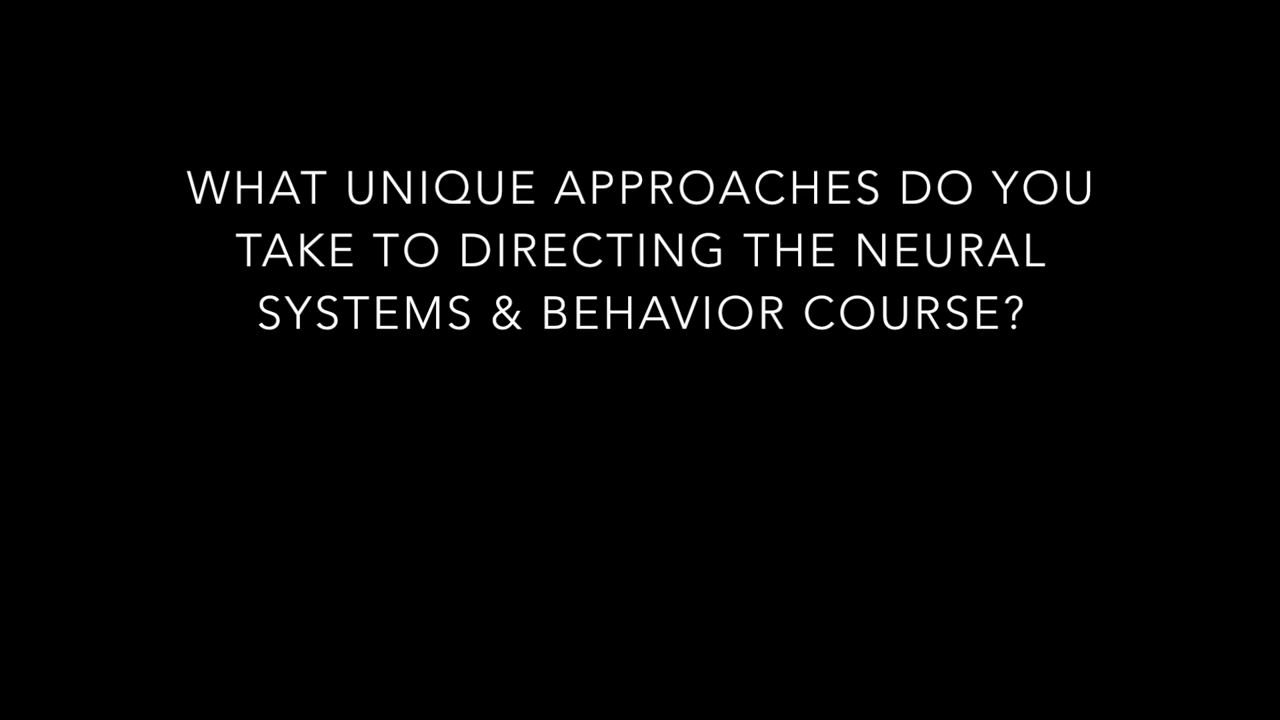 WHAT UNIQUE APPROACHES DO YOU
TAKE TO DIRECTING THE NEURAL
SYSTEMS & BEHAVIOR COURSE?